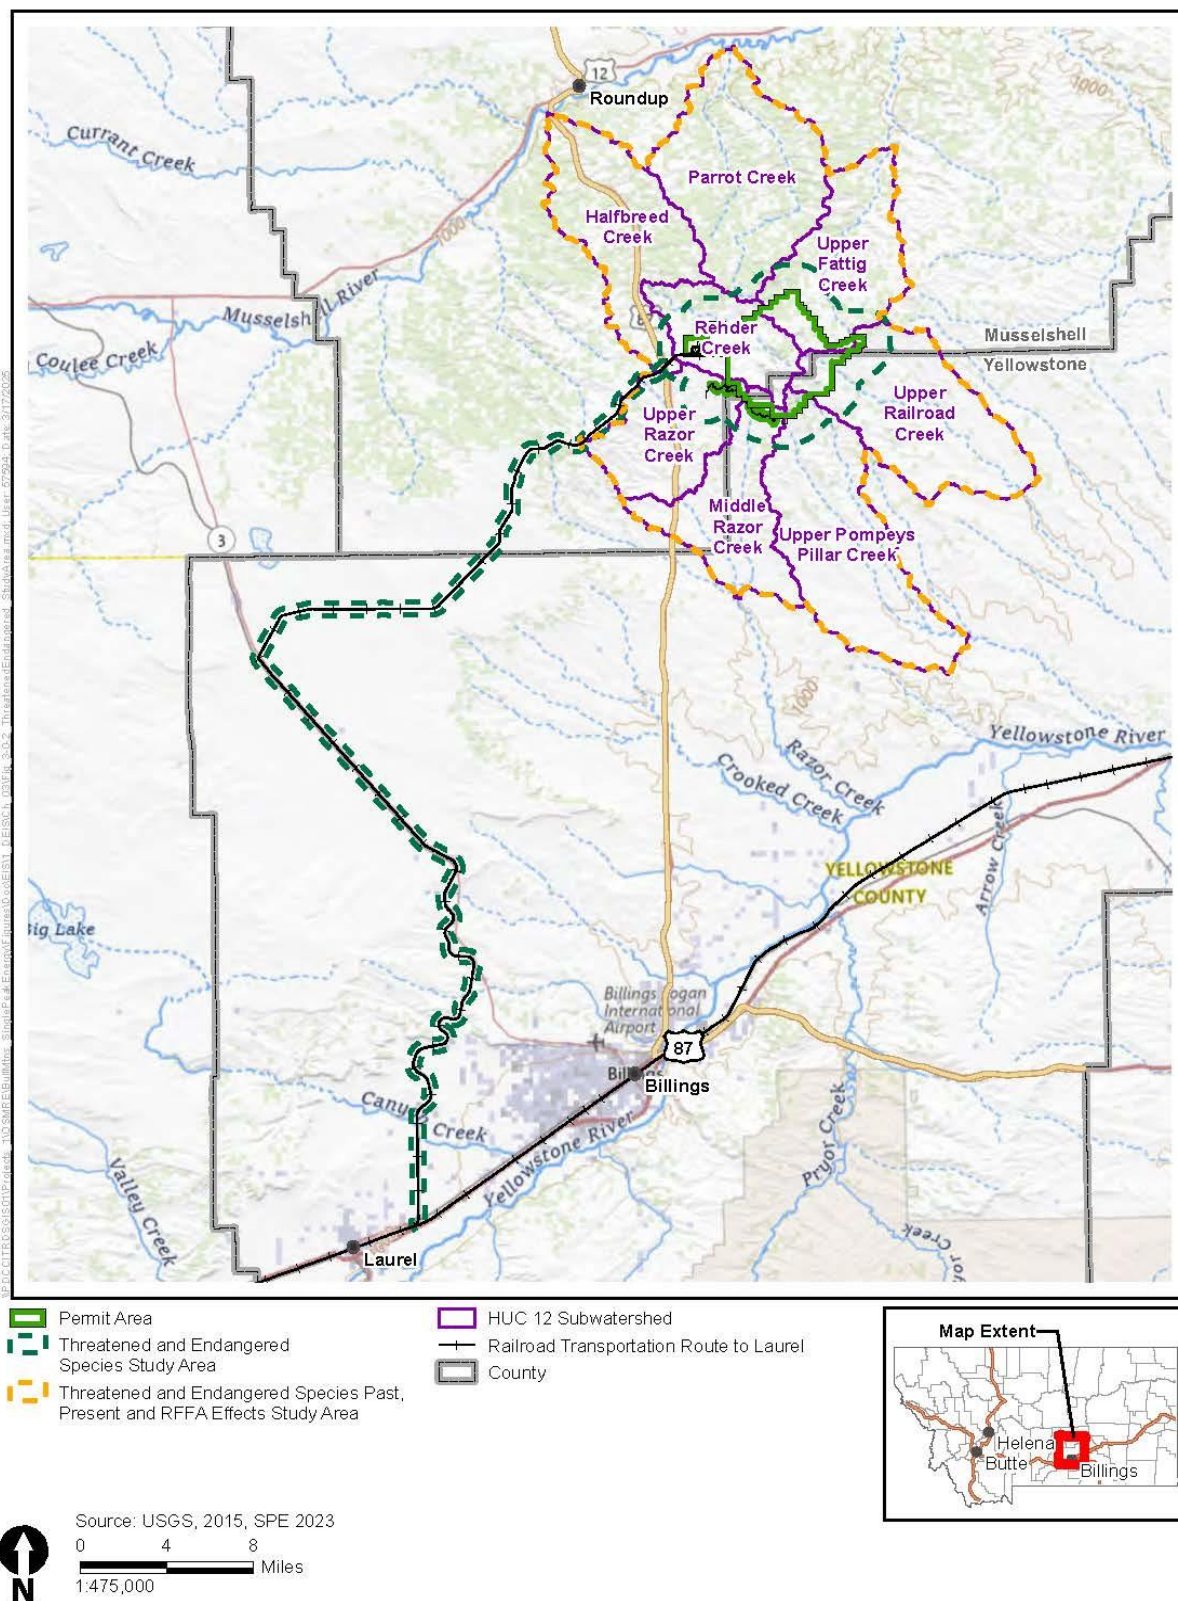 12
Roundup
1000
Currant Creek
Parrot Creek
Halfbreed
Creek
Upper
Fattig
Creek
1000
Musselshell River
Render
Creek
Musselshell
Yellowstone
Coulee Creek
Upper
Railroad
Creek
Upper
Razor
Creek
Middle
Razor
Creek
Upper Pompeys
Pillar Creek
3
1000
Yellowstone River
Razor Creek
Crooked Creek
YELLOWSTONE
COUNTY
Arrow Creek
Big Lake
Billings Logan
International
Airport
87
Billings
Billings
Canyon Creek
Yellowstone River
Pryor Creek
Valley Creek
Laurel
Permit Area
Threatened and Endangered
Species Study Area
Threatened and Endangered Species Past,
Present and RFFA Effects Study Area
HUC 12 Subwatershed
Railroad Transportation Route to Laurel
County
Map Extent
Helena
Butte
Billings
Source: USGS, 2015, SPE 2023
0 4 8
Miles
1:475,000
N